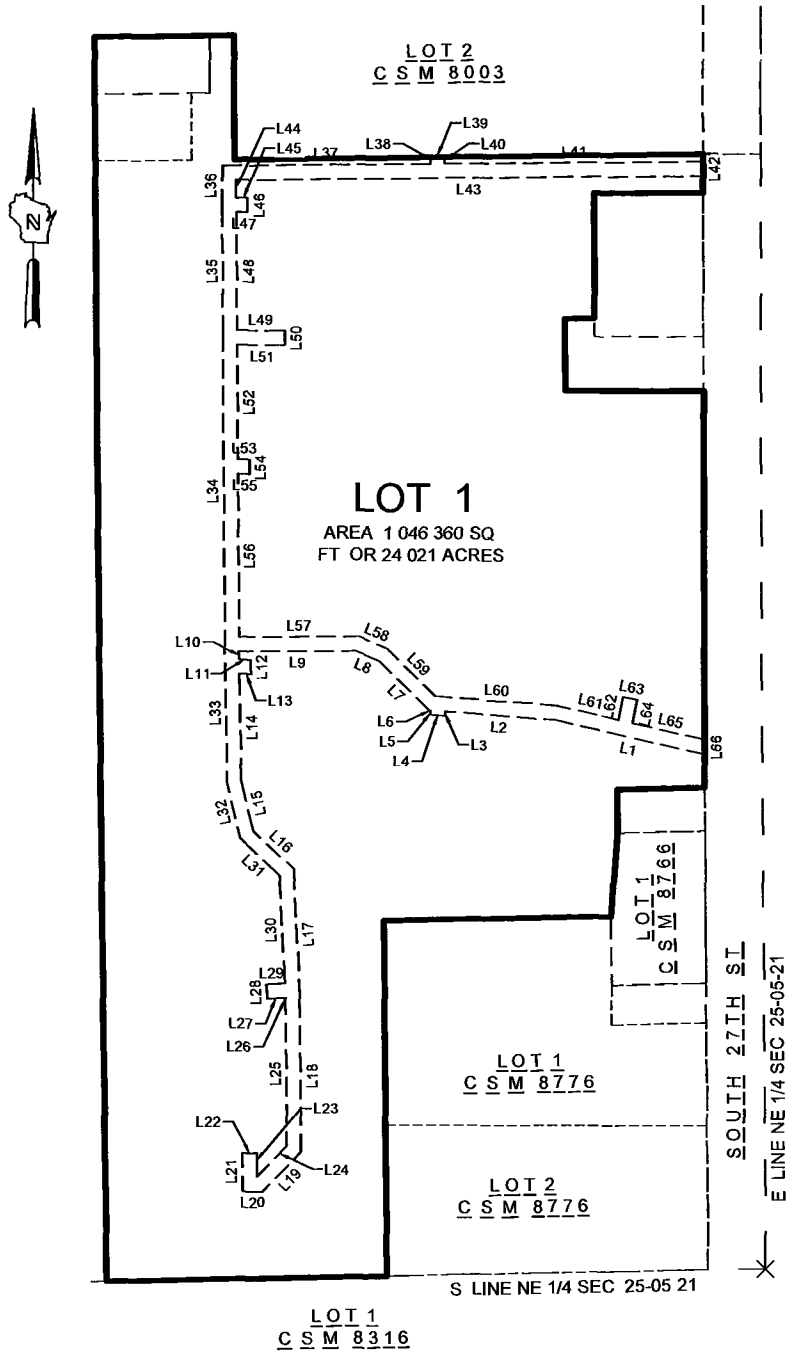 LOT 2
C S M 8003
L44
L45
L37
L38
L39
L40
L41
L42
L43
L36
L46
L47
N
L35
L48
L49
L50
L51
L52
L53
L54
L55
L34
LOT 1
AREA 1 046 360 SQ
FT OR 24 021 ACRES
L56
L57
L58
L10
L9
L8
L59
L11
L12
L13
L7
L60
L63
L61
L62
L64
L65
L6
L5
L4
L3
L2
L1
L66
L33
L14
L32
L15
L16
L31
LOT 1
C S M 8766
L30
L17
L29
L28
L27
L26
SOUTH 27TH ST
E LINE NE 1/4 SEC 25-05-21
LOT 1
C S M 8776
L25
L18
L23
L22
L21
L24
L19
L20
LOT 2
C S M 8776
S LINE NE 1/4 SEC 25-05 21
LOT 1
C S M 8316